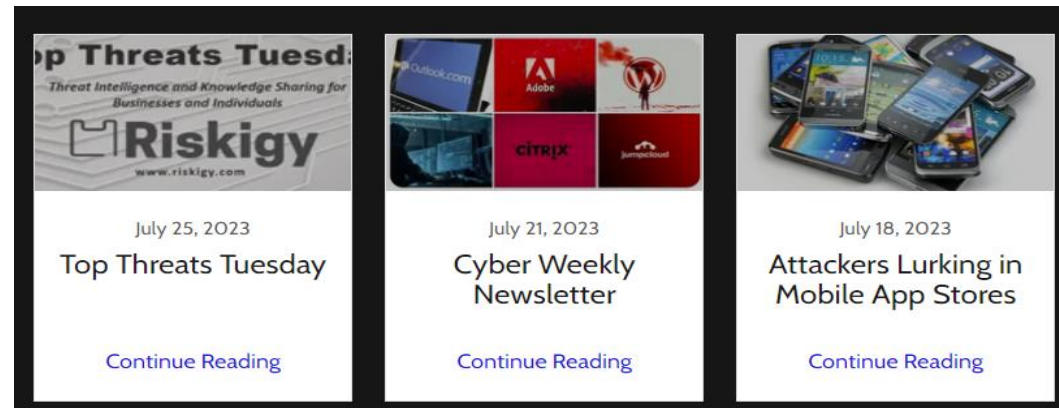 op Threats Tuesd
Threat Intelligence and Knowledge Sharing for
Businesses and Individuals
Riskigy
www.riskigy.com
July 25, 2023
Top Threats Tuesday
Continue Reading
Outlook.com
Adobe
CITRIX
jumpcloud
July 21, 2023
Cyber Weekly
Newsletter
Continue Reading
July 18, 2023
Attackers Lurking in
Mobile App Stores
Continue Reading